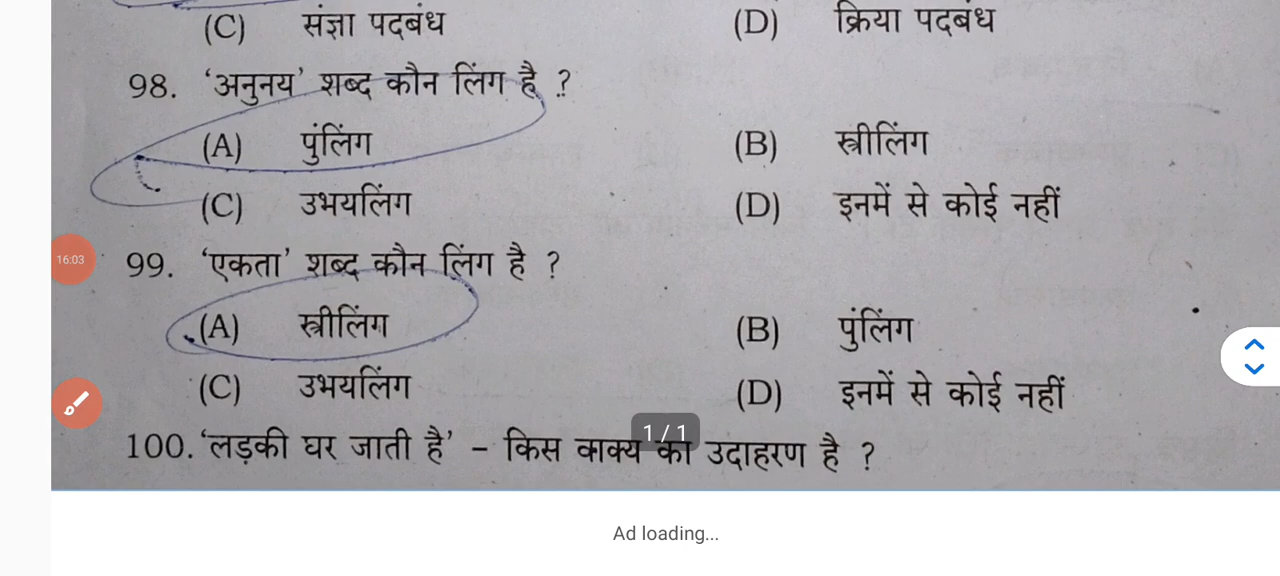 (C) संज्ञा पदबंध (D) क्रिया पदबंध
98. ‘अनुनय’ शब्द कौन लिंग है ?
(A) पुंलिंग (B) स्त्रीलिंग
(C) उभयलिंग (D) इनमें से कोई नहीं
16:03
99. ‘एकता’ शब्द कौन लिंग है ?
(A) स्त्रीलिंग (B) पुंलिंग
(C) उभयलिंग (D) इनमें से कोई नहीं
1 / 1
100. ‘लड़की घर जाती है’ – किस वाक्य का उदाहरण है ?
Ad loading...